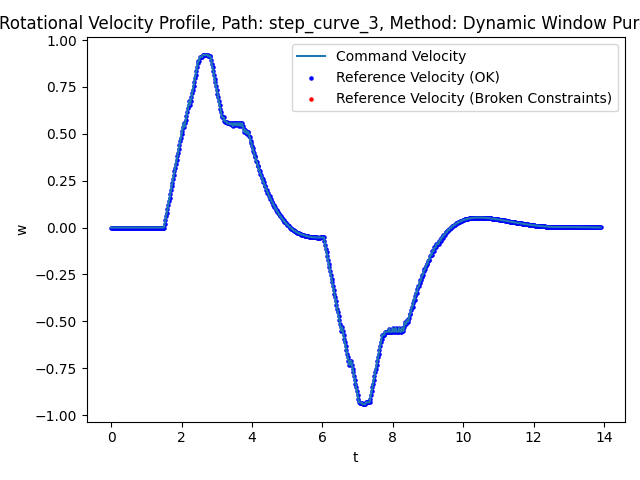 Rotational Velocity Profile, Path: step_curve_3, Method: Dynamic Window Pur
Command Velocity
Reference Velocity (OK)
Reference Velocity (Broken Constraints)
1.00
0.75
0.50
0.25
0.00
−0.25
−0.50
−0.75
−1.00
w
0 2 4 6 8 10 12 14
t